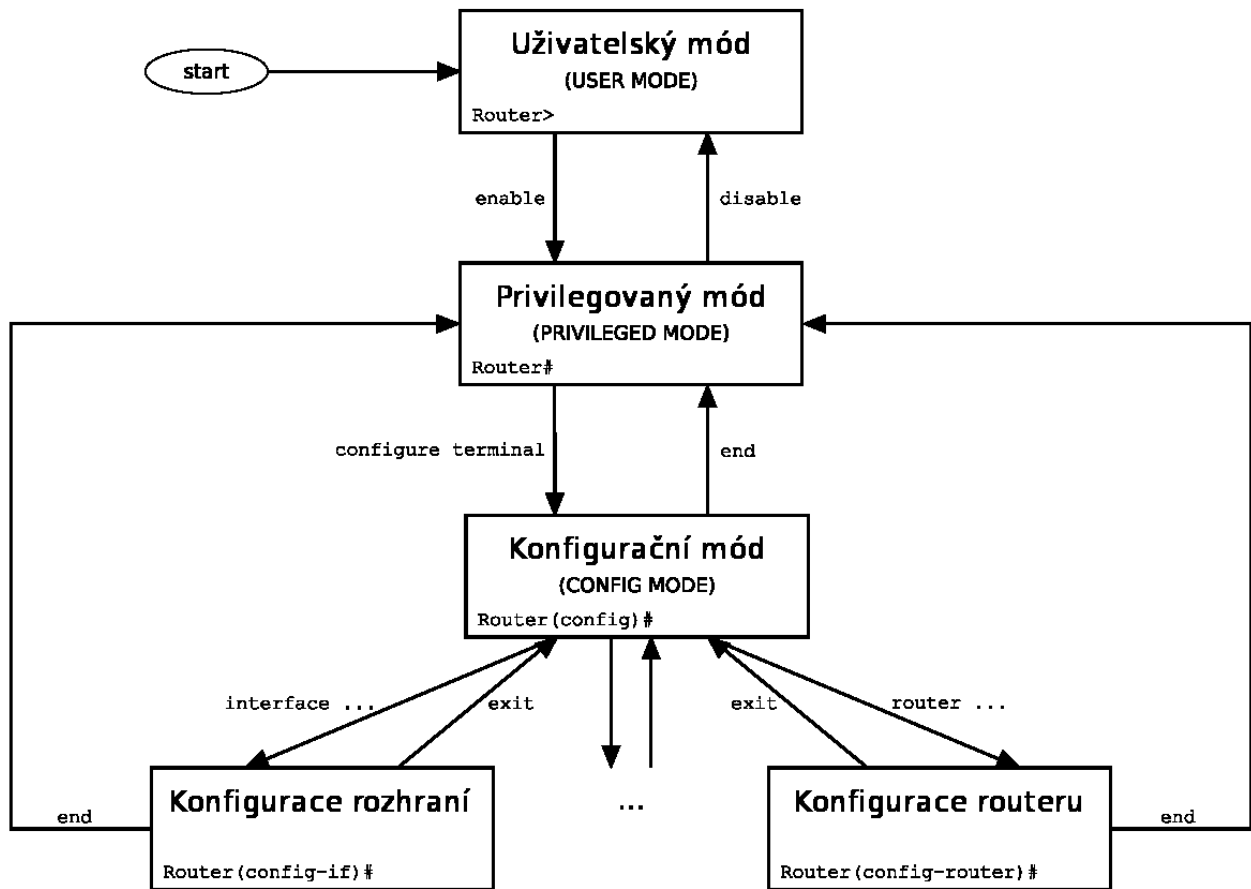 start
Uživatelský mód
(USER MODE)
Router>
enable
disable
Privilegovaný mód
(PRIVILEGED MODE)
Router#
configure terminal
end
Konfigurační mód
(CONFIG MODE)
Router(config)#
interface ...
exit
exit
router ...
Konfigurace rozhraní
...
Konfigurace routeru
end
end
Router(config-if)#
Router(config-router)#